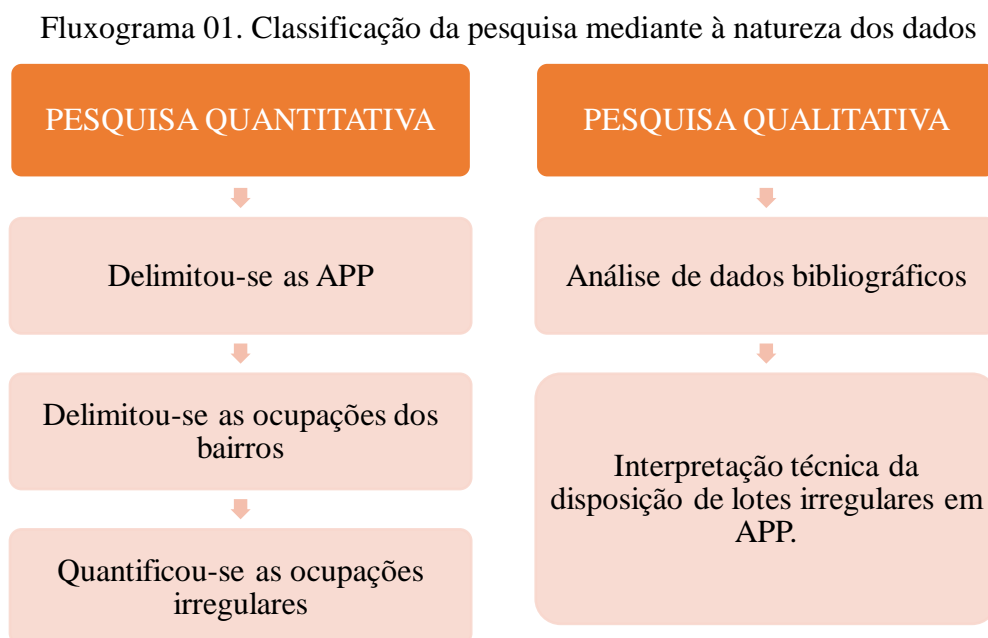 Fluxograma 01. Classificação da pesquisa mediante à natureza dos dados
PESQUISA QUANTITATIVA
Delimitou-se as APP
Delimitou-se as ocupações dos
bairros
Quantificou-se as ocupações
irregulares
PESQUISA QUALITATIVA
Análise de dados bibliográficos
Interpretação técnica da
disposição de lotes irregulares em
APP.